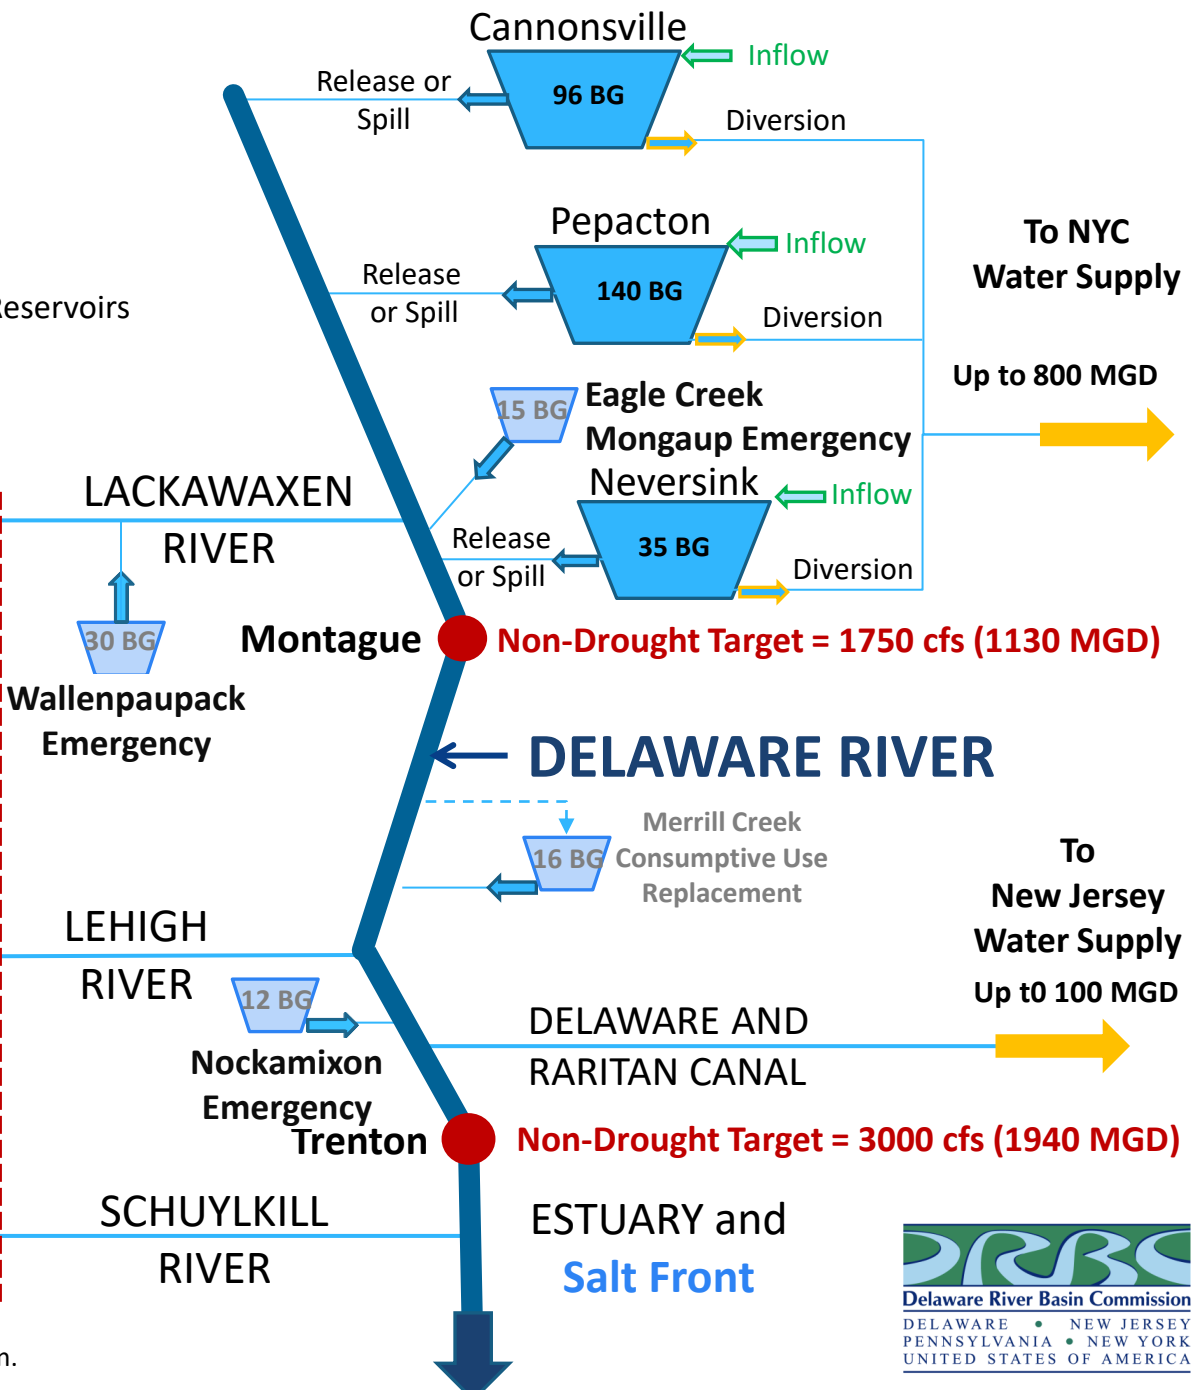 Cannonsville
Inflow
Release or
Spill
96 BG
Diversion
Pepacton
Inflow
Release
or Spill
140 BG
Diversion
To NYC
Water Supply
Reservoirs
Up to 800 MGD
15 BG
Eagle Creek
Mongaup Emergency
Neversink
Inflow
LACKAWAXEN
RIVER
Release
or Spill
35 BG
Diversion
30 BG
Wallenpaupack
Emergency
Montague
Non-Drought Target = 1750 cfs (1130 MGD)
DELAWARE RIVER
16 BG
Merrill Creek
Consumptive Use
Replacement
To
New Jersey
Water Supply
Up t0 100 MGD
LEHIGH
RIVER
12 BG
Nockamixon
Emergency
DELAWARE AND
RARITAN CANAL
Trenton
Non-Drought Target = 3000 cfs (1940 MGD)
SCHUYLKILL
RIVER
ESTUARY and
Salt Front
DRBC
Delaware River Basin Commission
DELAWARE • NEW JERSEY
PENNSYLVANIA • NEW YORK
UNITED STATES OF AMERICA
n.